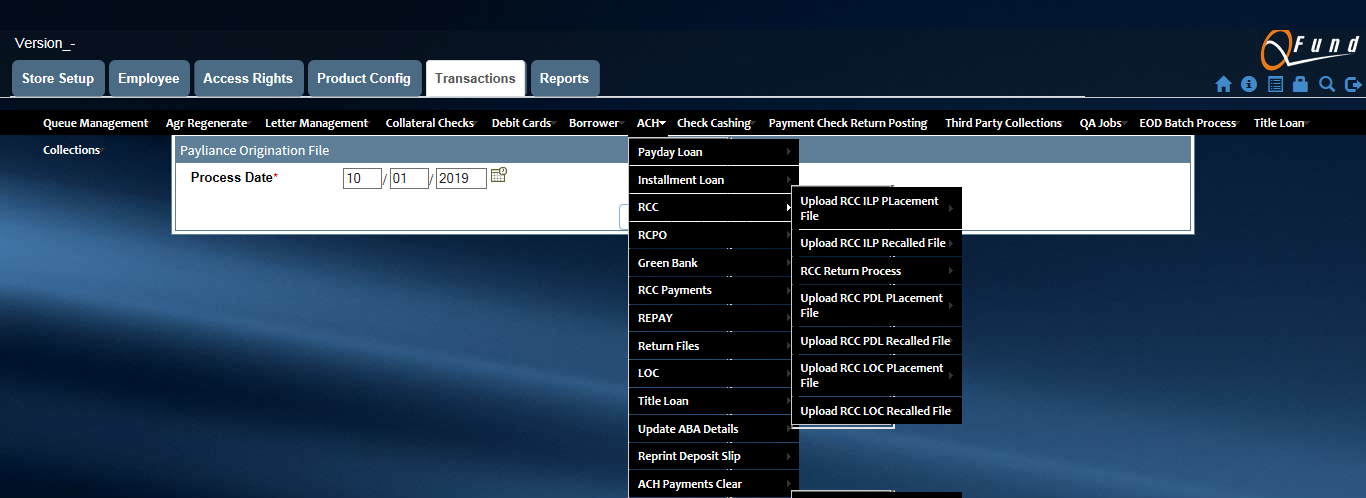 Version_-
QFund
Store Setup Employee Access Rights Product Config Transactions Reports
Queue Management Agr Regenerate Letter Management Collateral Checks Debit Cards Borrower ACH Check Cashing Payment Check Return Posting Third Party Collections QA Jobs EOD Batch Process Title Loan
Collections
Payliance Origination File
Process Date* 10 / 01 / 2019
Payday Loan
Installment Loan
RCC
RCPO
Green Bank
RCC Payments
REPAY
Return Files
LOC
Title Loan
Update ABA Details
Reprint Deposit Slip
ACH Payments Clear
Upload RCC ILP PLacement
File
Upload RCC ILP Recalled File
RCC Return Process
Upload RCC PDL PLacement
File
Upload RCC PDL Recalled File
Upload RCC LOC PLacement
File
Upload RCC LOC Recalled File